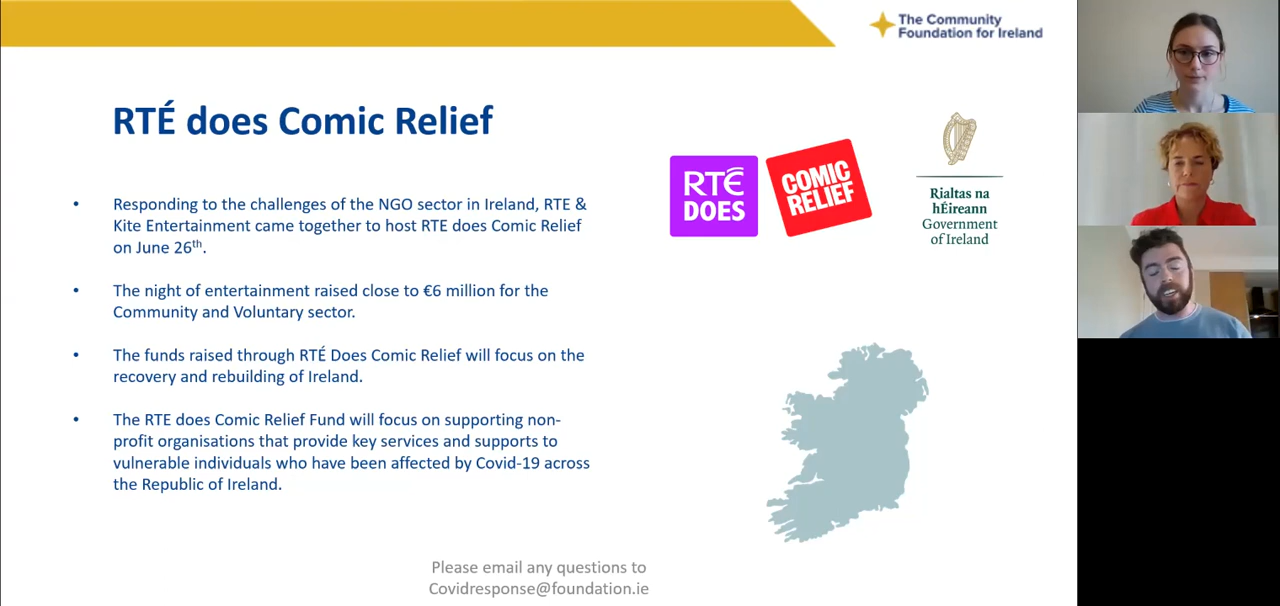 The Community
Foundation for Ireland
RTÉ does Comic Relief
• Responding to the challenges of the NGO sector in Ireland, RTE &
Kite Entertainment came together to host RTE does Comic Relief
on June 26th.
• The night of entertainment raised close to €6 million for the
Community and Voluntary sector.
• The funds raised through RTÉ Does Comic Relief will focus on the
recovery and rebuilding of Ireland.
• The RTE does Comic Relief Fund will focus on supporting non-
profit organisations that provide key services and supports to
vulnerable individuals who have been affected by Covid-19 across
the Republic of Ireland.
RTÉ
DOES
COMIC
RELIEF
Rialtas na
hÉireann
Government
of Ireland
Please email any questions to
Covidresponse@foundation.ie